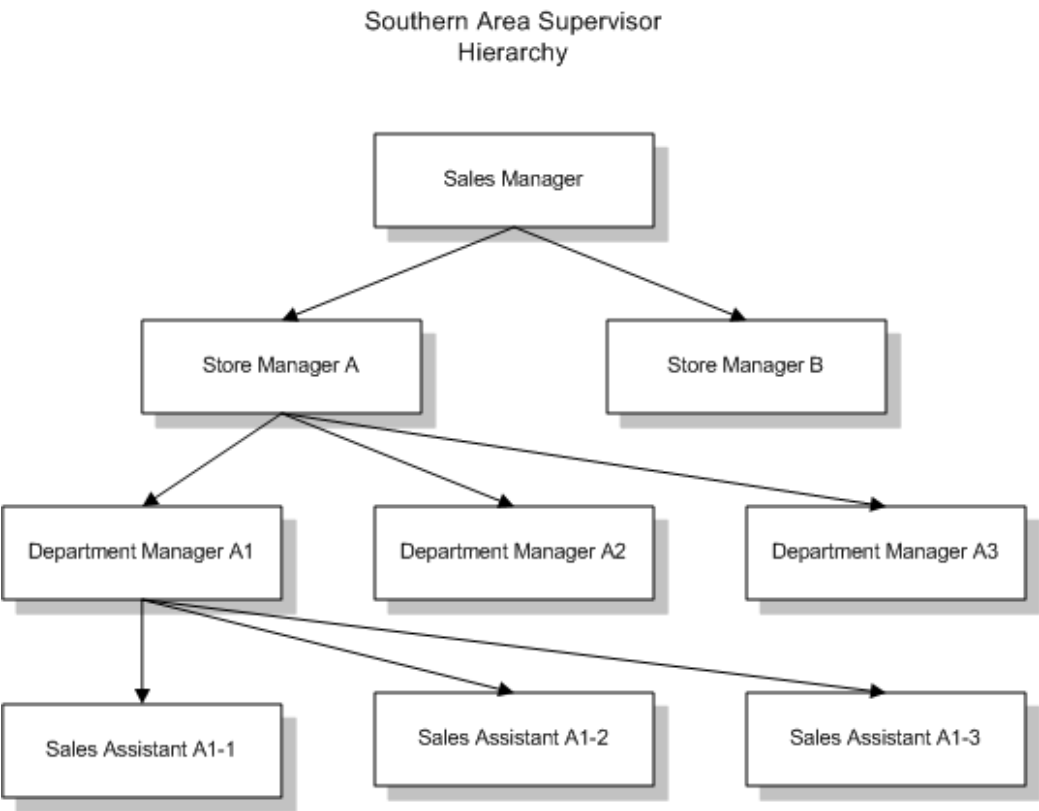 Southern Area Supervisor
Hierarchy
Sales Manager
Store Manager A
Store Manager B
Department Manager A1
Department Manager A2
Department Manager A3
Sales Assistant A1-1
Sales Assistant A1-2
Sales Assistant A1-3